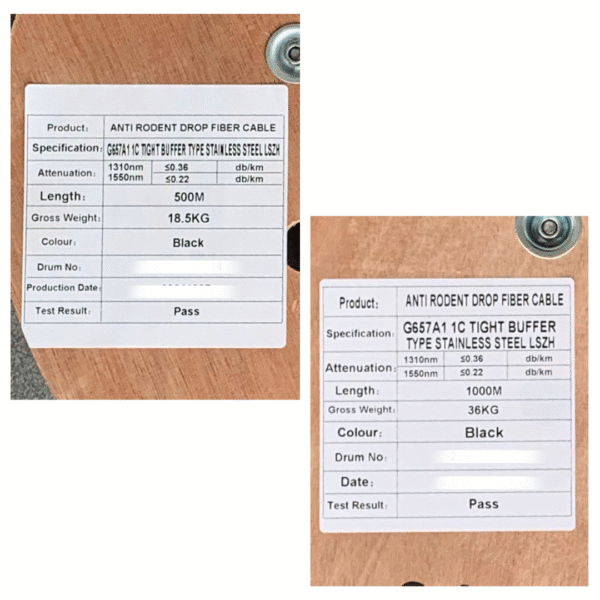 Product: ANTI RODENT DROP FIBER CABLE
Specification: G657A1 1C TIGHT BUFFER TYPE STAINLESS STEEL LSZH
Attenuation: 1310nm ≤0.36 db/km
1550nm ≤0.22 db/km
Length: 500M
Gross Weight: 18.5KG
Colour: Black
Drum No:
Production Date:
Test Result: Pass
Product: ANTI RODENT DROP FIBER CABLE
Specification: G657A1 1C TIGHT BUFFER
TYPE STAINLESS STEEL LSZH
Attenuation: 1310nm ≤0.36 db/km
1550nm ≤0.22 db/km
Length: 1000M
Gross Weight: 36KG
Colour: Black
Drum No:
Date:
Test Result: Pass